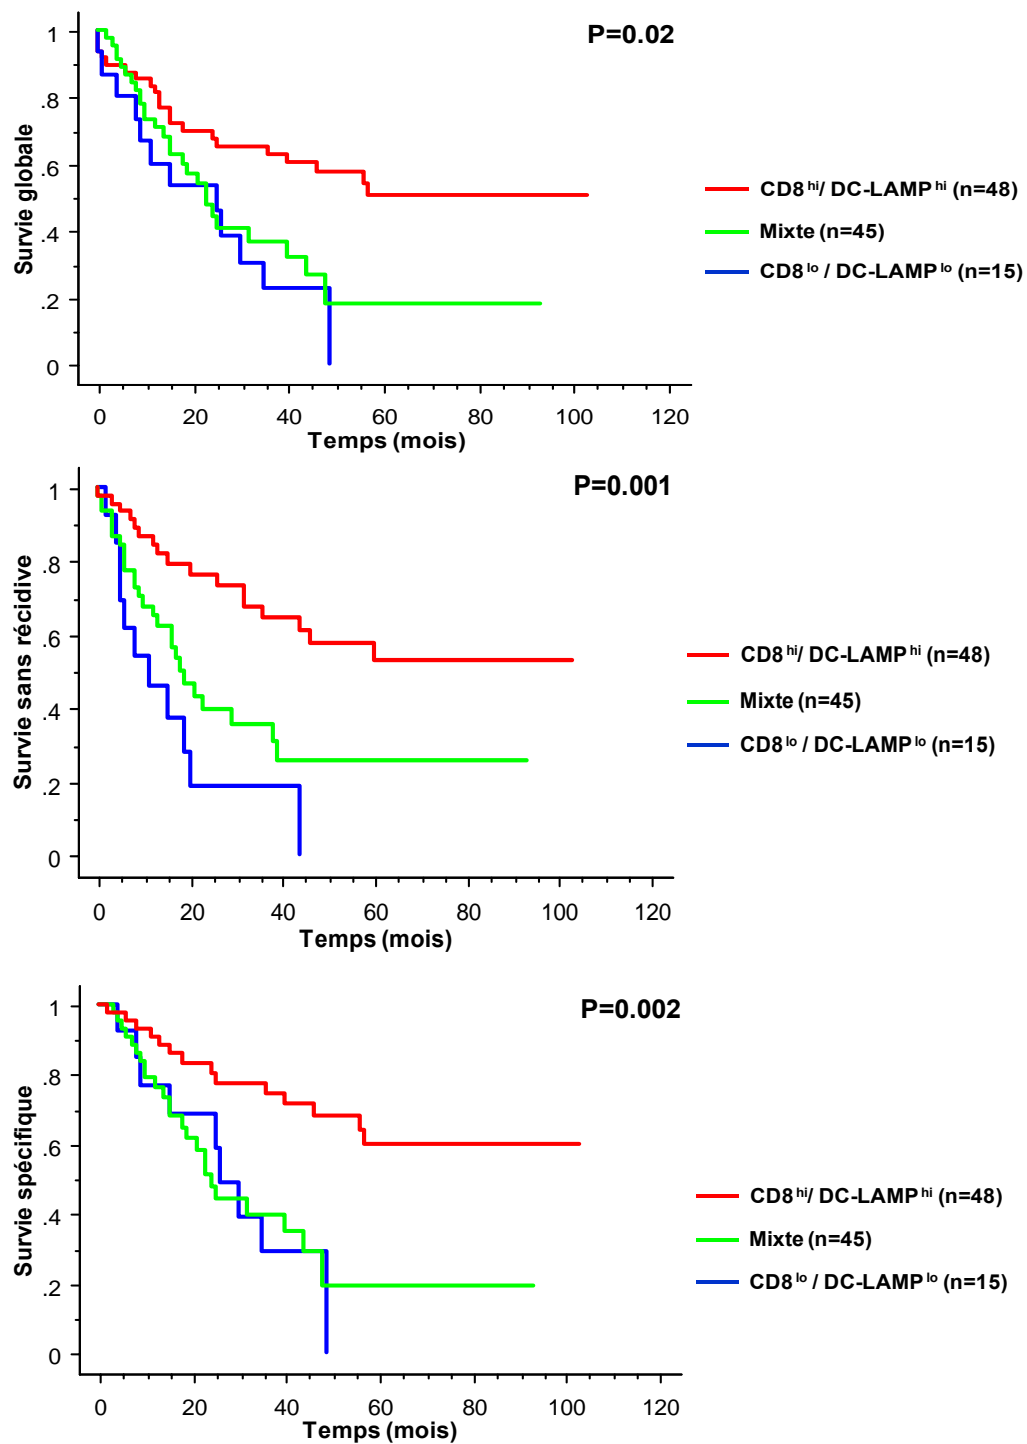 P=0.02
Survie globale
1
.8
.6
.4
.2
0
0 20 40 60 80 100 120
Temps (mois)
CD8 hi/ DC-LAMP hi (n=48)
Mixte (n=45)
CD8 lo / DC-LAMP lo (n=15)
P=0.001
Survie sans récidive
1
.8
.6
.4
.2
0
0 20 40 60 80 100 120
Temps (mois)
CD8 hi/ DC-LAMP hi (n=48)
Mixte (n=45)
CD8 lo / DC-LAMP lo (n=15)
P=0.002
Survie spécifique
1
.8
.6
.4
.2
0
0 20 40 60 80 100 120
Temps (mois)
CD8 hi/ DC-LAMP hi (n=48)
Mixte (n=45)
CD8 lo / DC-LAMP lo (n=15)